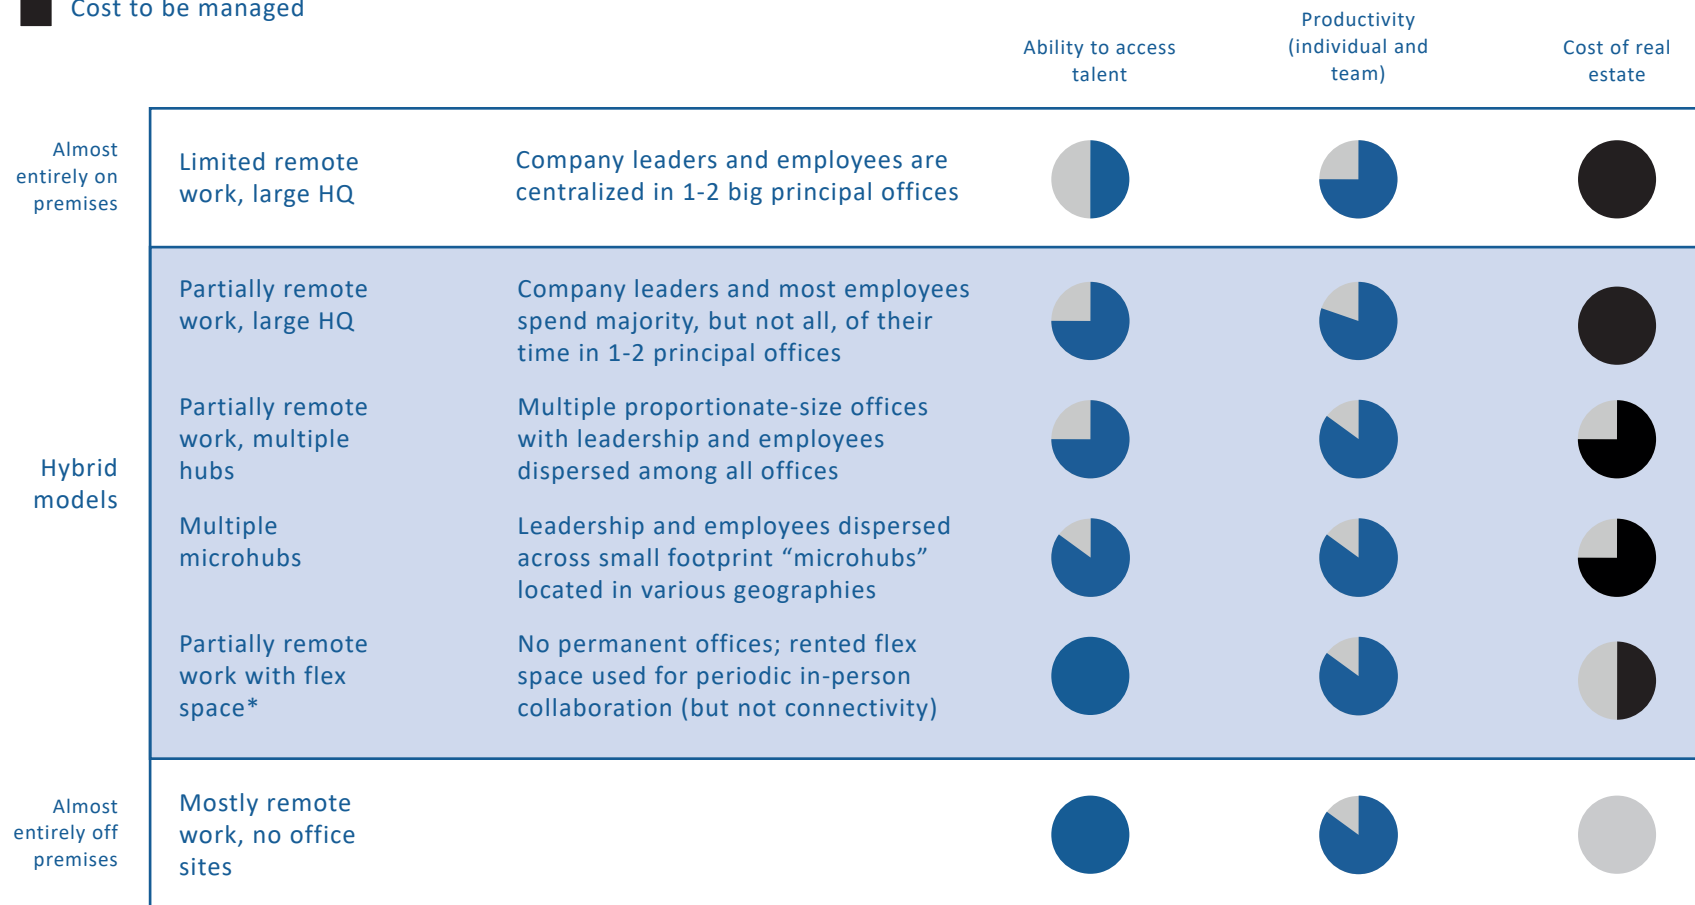 Cost to be managed
Ability to access
talent
Productivity
(individual and
team)
Cost of real
estate
Almost
entirely on
premises
Limited remote
work, large HQ
Company leaders and employees are
centralized in 1-2 big principal offices
Hybrid
models
Partially remote
work, large HQ
Company leaders and most employees
spend majority, but not all, of their
time in 1-2 principal offices
Partially remote
work, multiple
hubs
Multiple proportionate-size offices
with leadership and employees
dispersed among all offices
Multiple
microhubs
Leadership and employees dispersed
across small footprint “microhubs”
located in various geographies
Partially remote
work with flex
space*
No permanent offices; rented flex
space used for periodic in-person
collaboration (but not connectivity)
Almost
entirely off
premises
Mostly remote
work, no office
sites